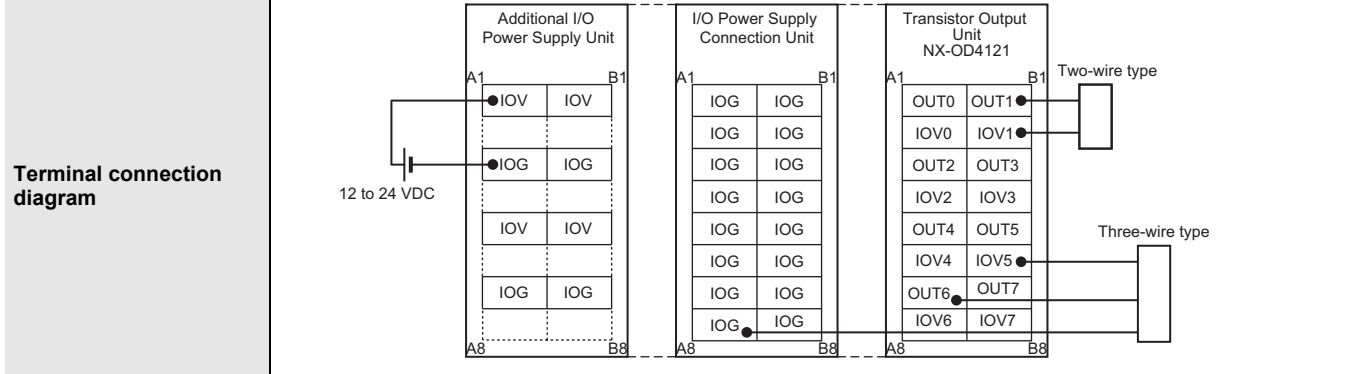 Terminal connection
diagram
Additional I/O
Power Supply Unit
I/O Power Supply
Connection Unit
Transistor Output
Unit
NX-OD4121
A1 B1 A1 B1 A1 B1
Two-wire type
IOV IOV IOG IOG OUT0 OUT1
IOG IOG IOV0 IOV1
IOG IOG IOG IOG OUT2 OUT3
12 to 24 VDC
IOG IOG IOV2 IOV3
IOV IOV IOG IOG OUT4 OUT5
Three-wire type
IOG IOG IOV4 IOV5
IOG IOG IOG IOG OUT6 OUT7
IOG IOG IOV6 IOV7
A8 B8 A8 B8 A8 B8